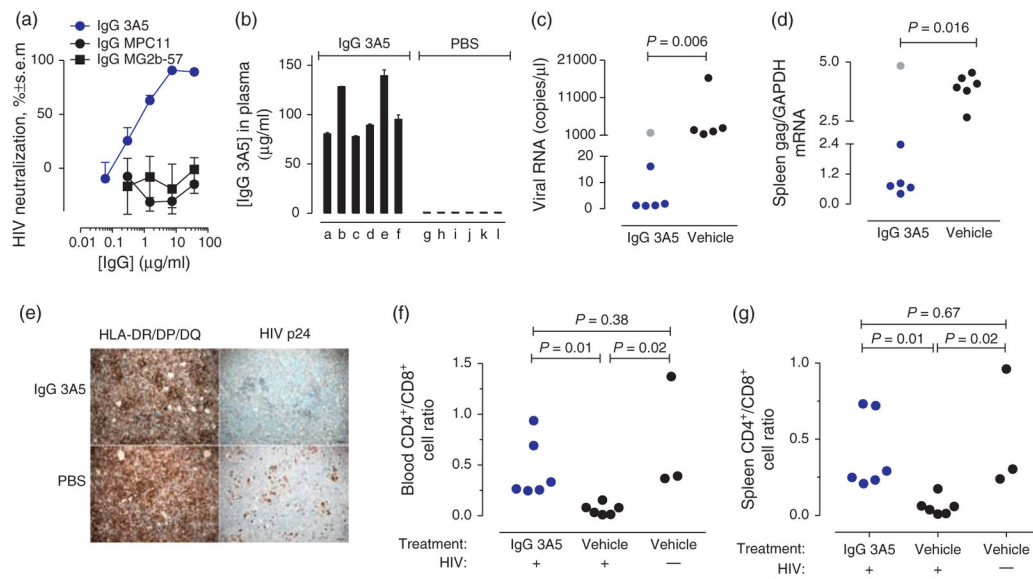 (a)
IgG 3A5
IgG MPC11
IgG MG2b-57
HIV neutralization, %±s.e.m
100
50
0
0.01 0.1 1 10 100
[IgG] (μg/ml)
(b)
IgG 3A5 PBS
[IgG 3A5] in plasma
(μg/ml)
150
100
50
0
a b c d e f g h i j k l
(c)
P = 0.006
Viral RNA (copies/μl)
21000
11000
1000
20
10
0
IgG 3A5 Vehicle
(d)
P = 0.016
Spleen gag/GAPDH
mRNA
5.0
2.5
2.4
1.2
0.0
IgG 3A5 Vehicle
(e)
HLA-DR/DP/DQ HIV p24
IgG 3A5
PBS
(f)
P = 0.38
P = 0.01 P = 0.02
Blood CD4+/CD8+
cell ratio
1.5
1.0
0.5
0.0
Treatment: IgG 3A5 Vehicle Vehicle
HIV: + + —
(g)
P = 0.67
P = 0.01 P = 0.02
Spleen CD4+/CD8+
cell ratio
1.0
0.5
0.0
Treatment: IgG 3A5 Vehicle Vehicle
HIV: + + —